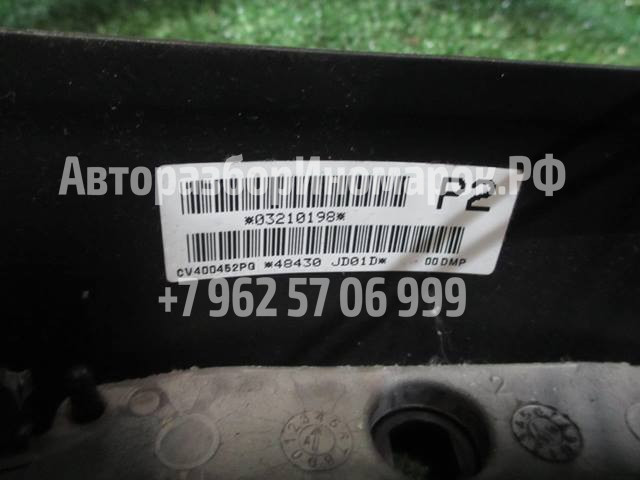 АвторазборИномарок.РФ
P2
*03210198*
CV400452PG *48430 JD01D* 00DMP
+7 962 57 06 999